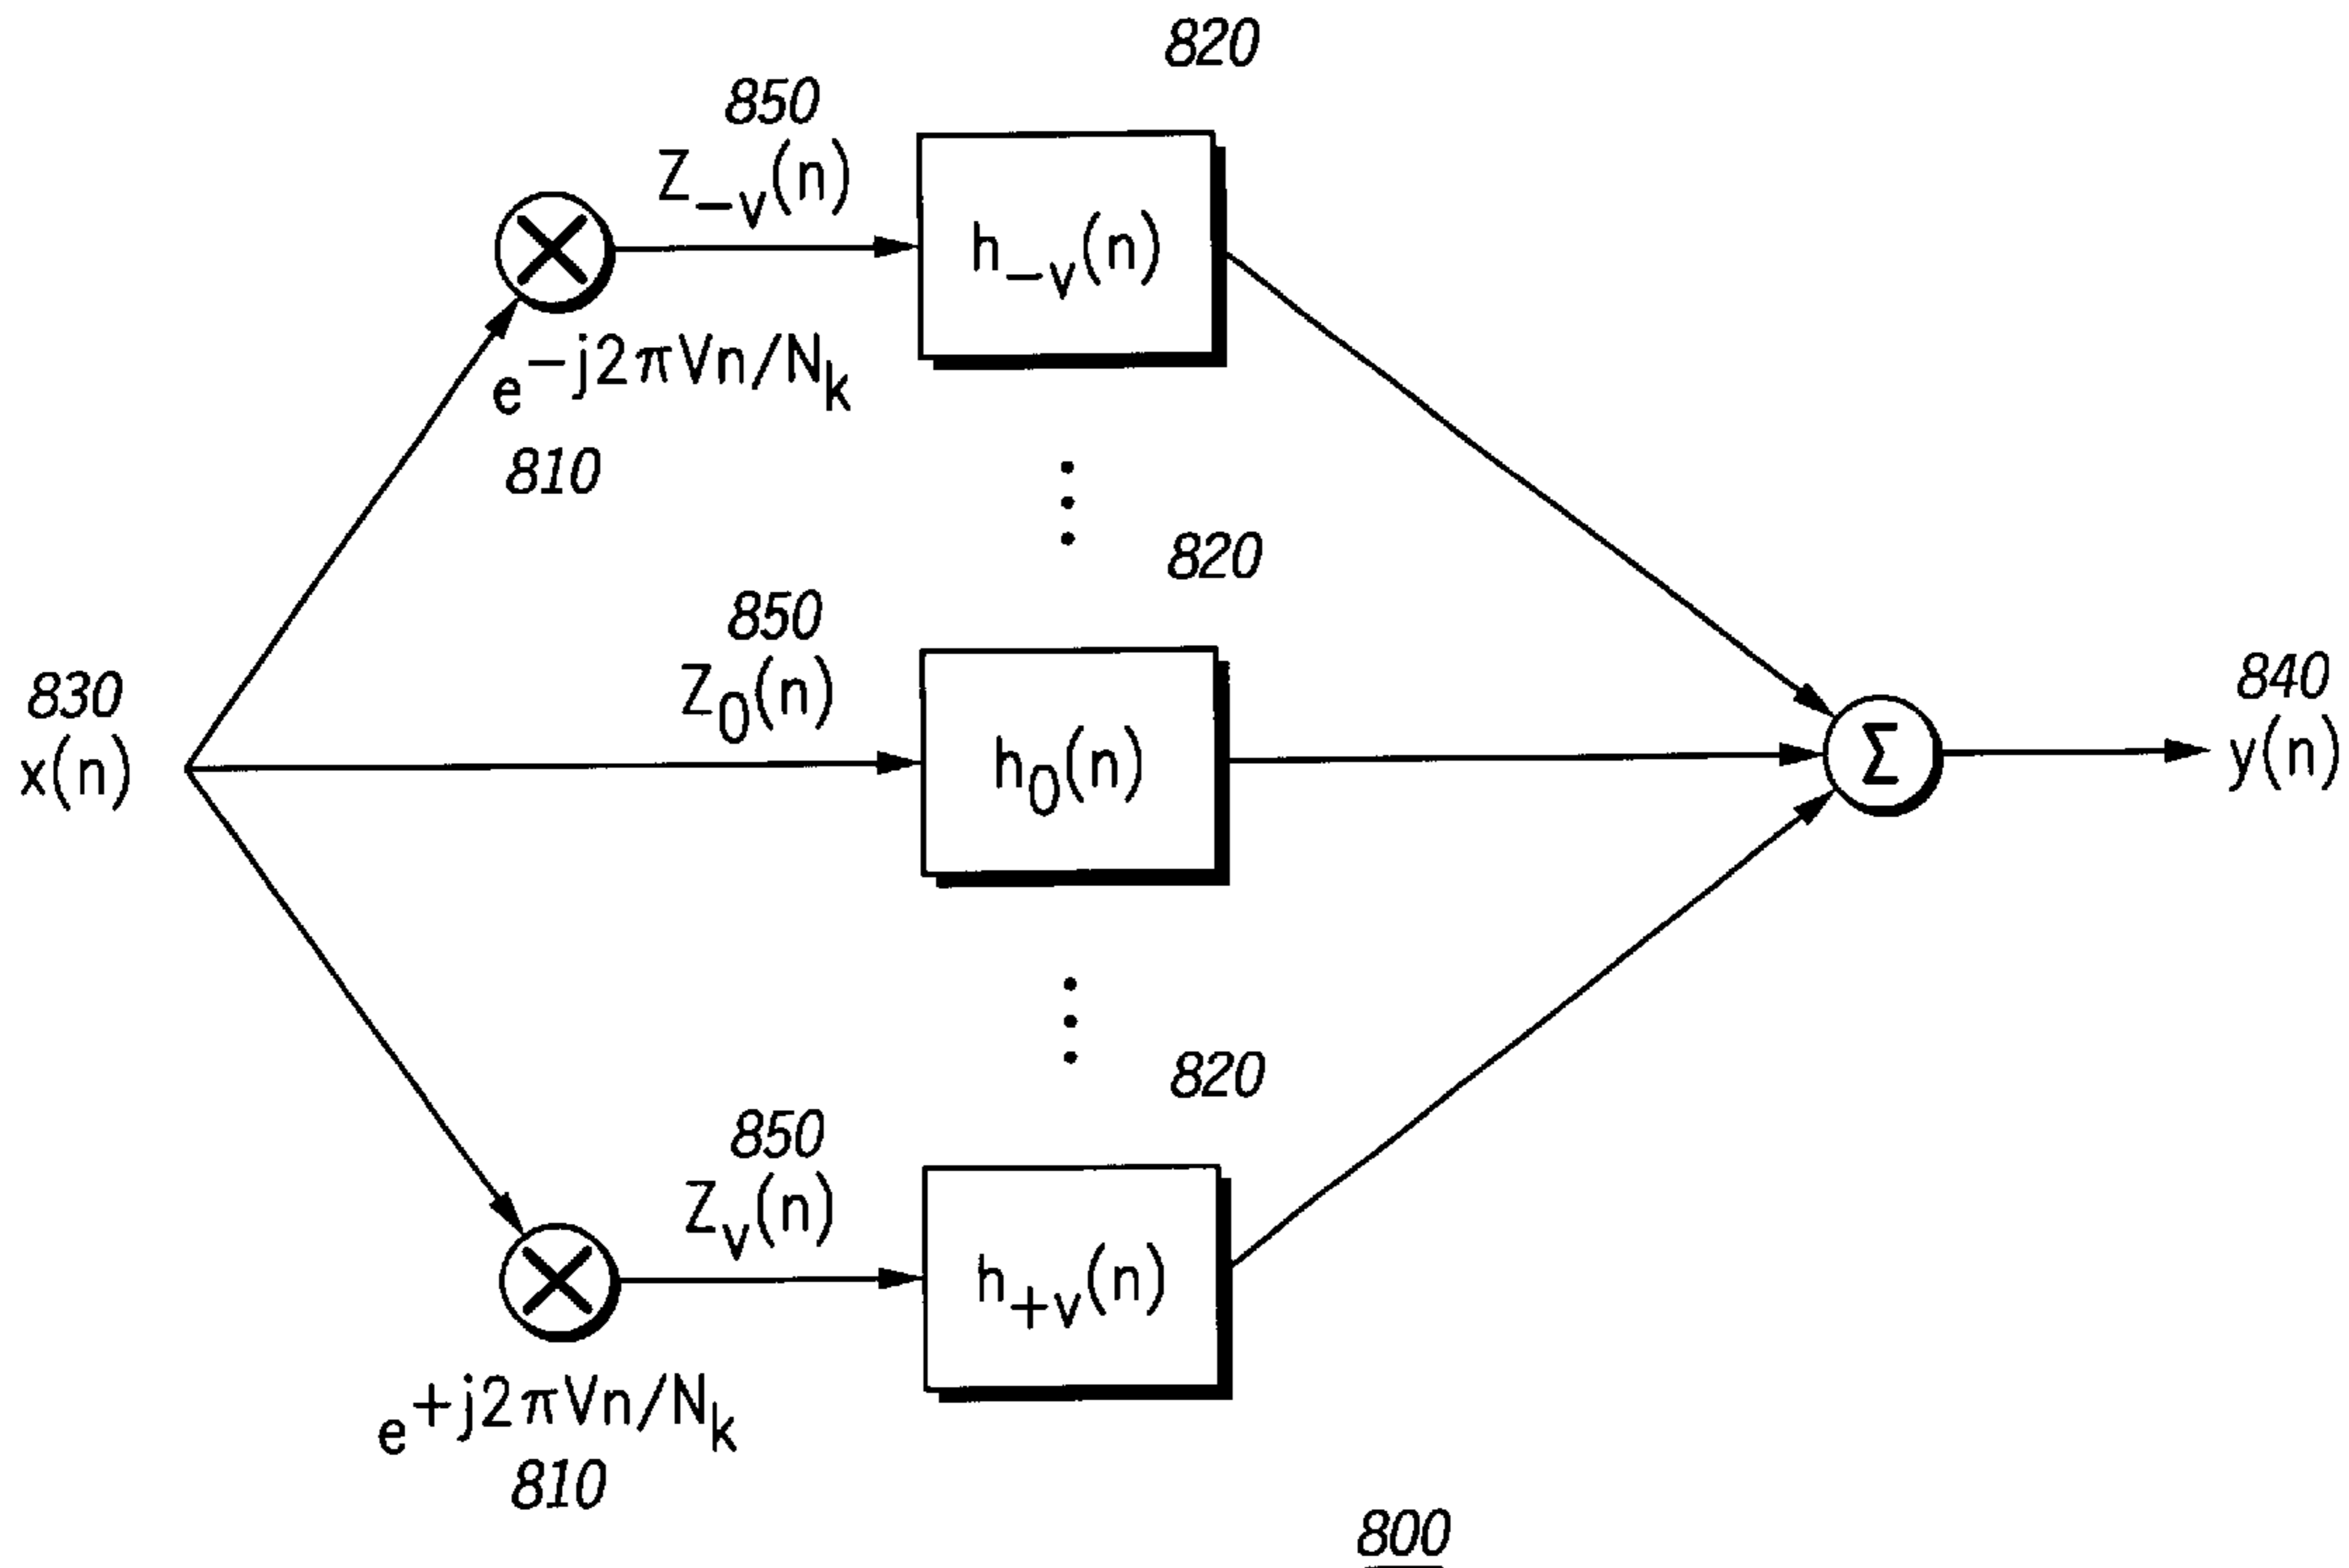 820
850
Z₋ᵥ(n)
h₋ᵥ(n)
e^−j2πVn/Nₖ
810
820
850
Z₀(n)
830
x(n)
h₀(n)
Σ
840
y(n)
820
850
Zᵥ(n)
h₊ᵥ(n)
e^+j2πVn/Nₖ
810
800